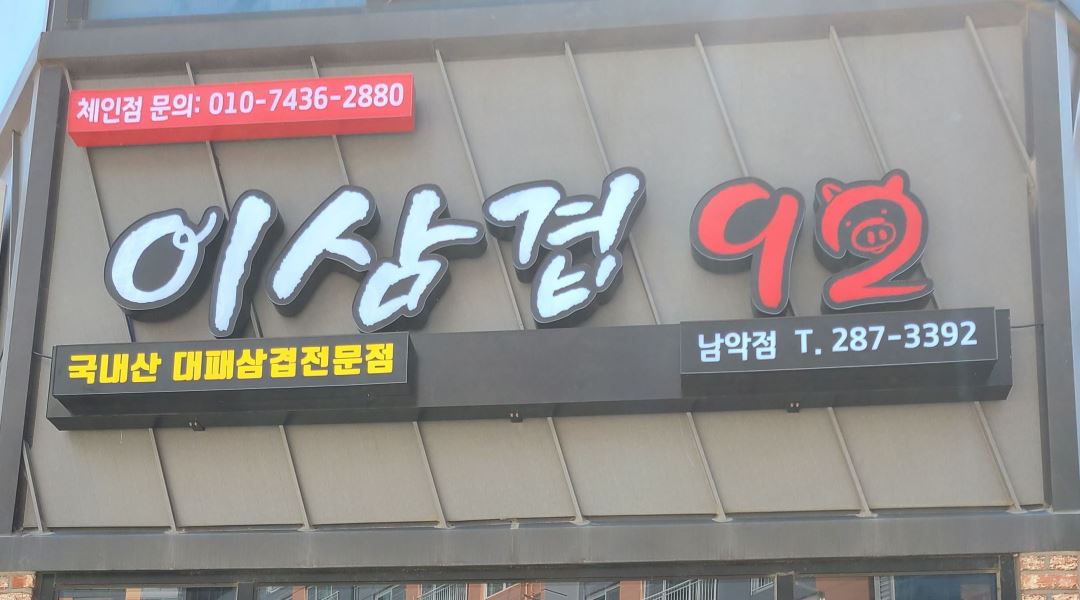 체인점 문의: 010-7436-2880
이삼겹 92
국내산 대패삼겹전문점
남악점 T. 287-3392